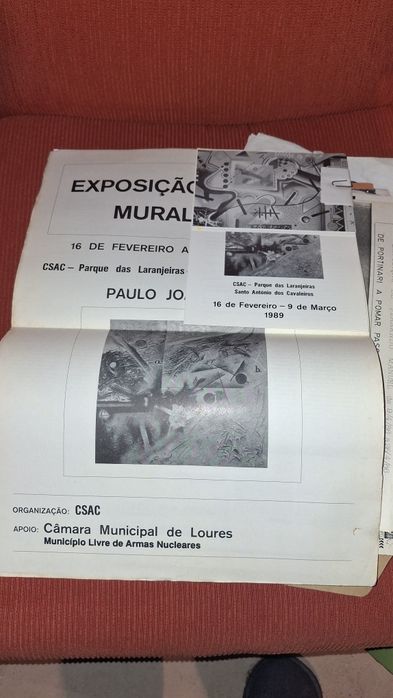 EXPOSIÇÃO
MURAL
16 DE FEVEREIRO A
CSAC – Parque das Laranjeiras
PAULO
ORGANIZAÇÃO: CSAC
APOIO: Câmara Municipal de Loures
Município Livre de Armas Nucleares
CSAC – Parque das Laranjeiras
Santo António dos Cavaleiros
16 de Fevereiro – 9 de Março
1989
DE PORTINARI A POMAR